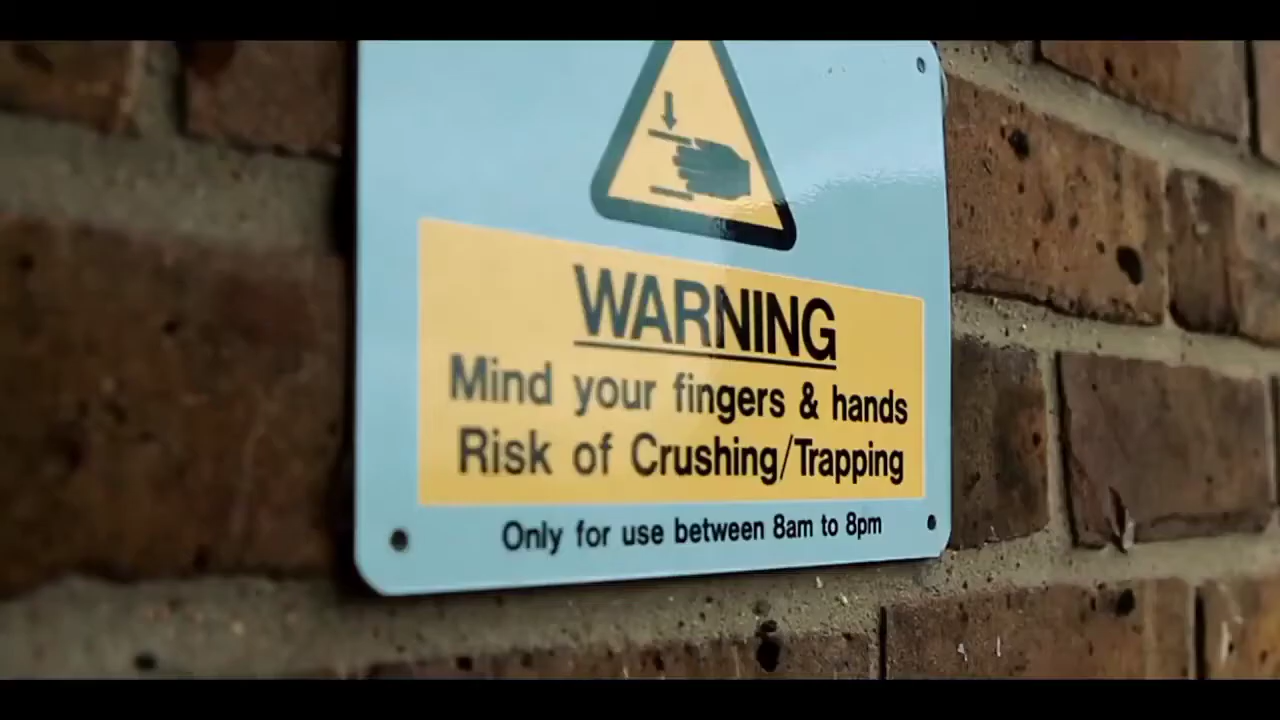 WARNING
Mind your fingers & hands
Risk of Crushing/Trapping
Only for use between 8am to 8pm